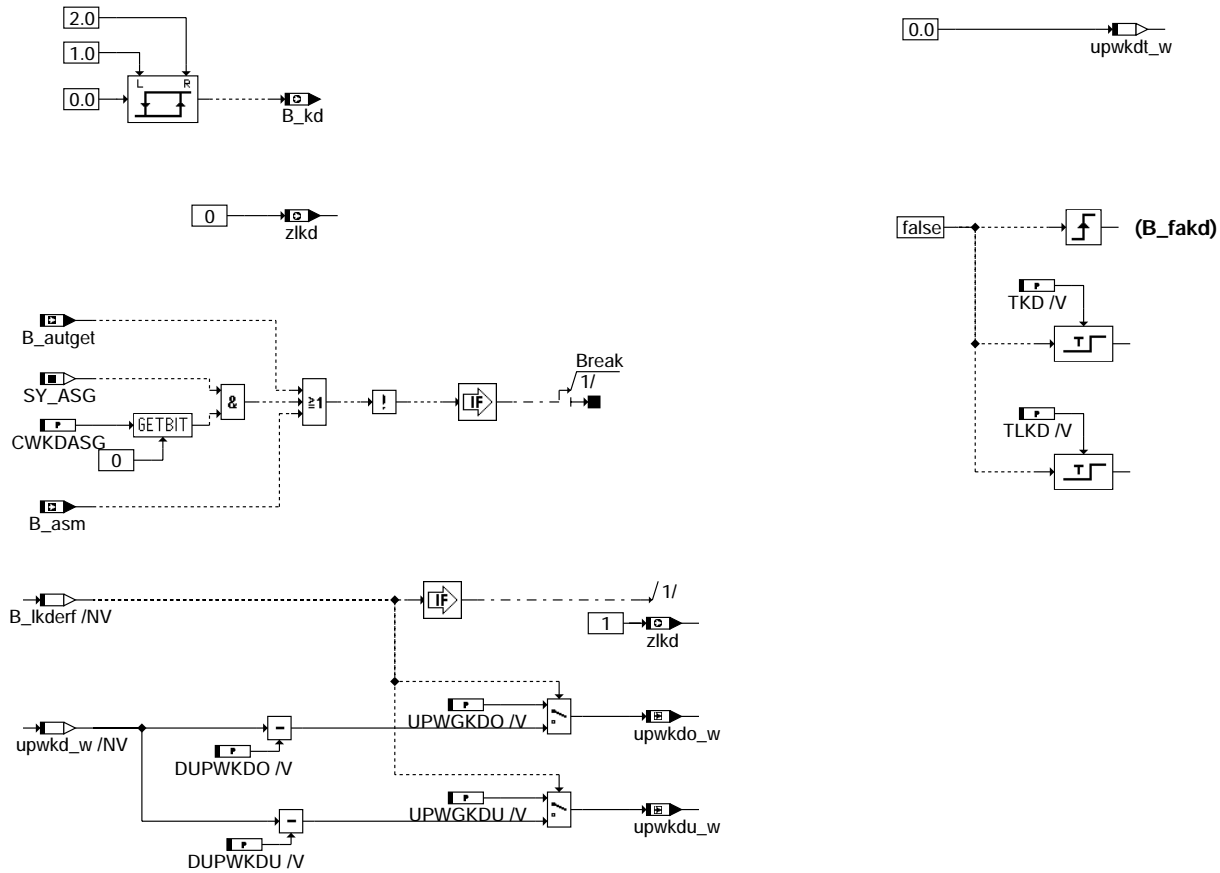 2.0
1.0
0.0
L R
B_kd
0.0
upwkdt_w
0
zlkd
false
(B_fakd)
P
TKD /V
T
P
TLKD /V
T
B_autget
SY_ASG
P
CWKDASG
GETBIT
0
&
≥1
!
IF
Break
1/
B_asm
B_lkderf /NV
IF
1/
1
zlkd
upwkd_w /NV
P
UPWGKDO /V
upwkdo_w
−
P
DUPWKDO /V
P
UPWGKDU /V
upwkdu_w
−
P
DUPWKDU /V